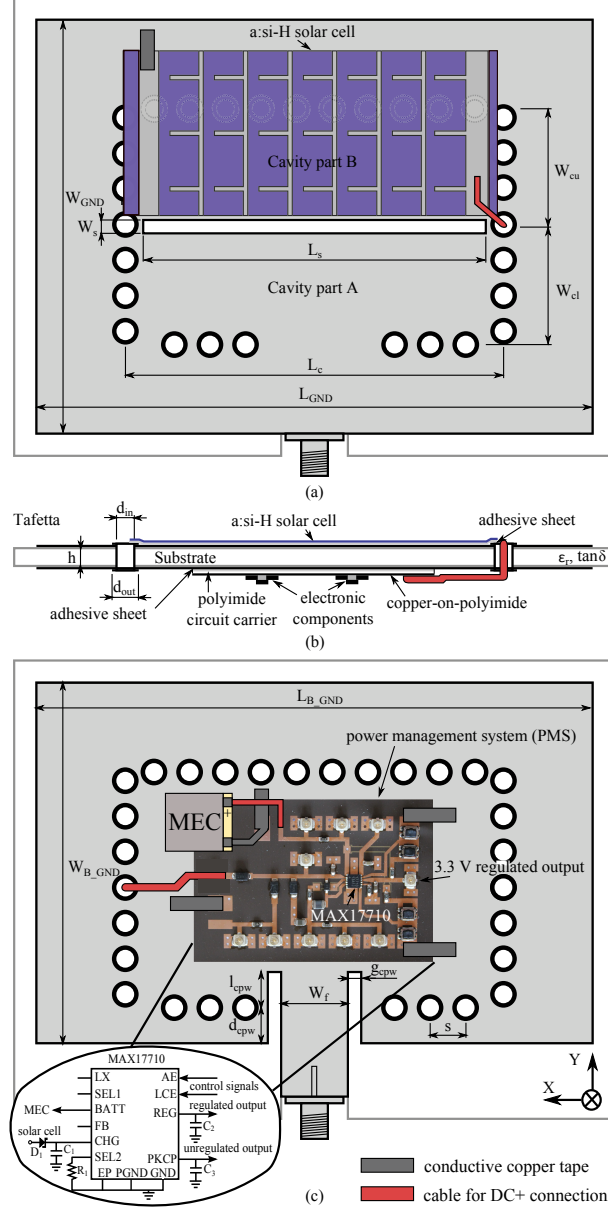 a:si-H solar cell
Cavity part B
W_GND
W_cu
W_s
L_s
Cavity part A
W_cl
L_c
L_GND
(a)
Tafetta
d_in
a:si-H solar cell
adhesive sheet
h
Substrate
ε_r, tanδ
d_out
adhesive sheet
polyimide
circuit carrier
electronic
components
copper-on-polyimide
(b)
L_B_GND
power management system (PMS)
MEC
+
W_B_GND
3.3 V regulated output
MAX17710
l_cpw
g_cpw
W_f
d_cpw
s
MAX17710
LX
AE
control signals
SEL1
LCE
MEC
BATT
REG
regulated output
FB
C_2
solar cell
CHG
D_1
C_1
SEL2
PKCP
unregulated output
R_1
EP PGND GND
C_3
Y
X
(c)
conductive copper tape
cable for DC+ connection